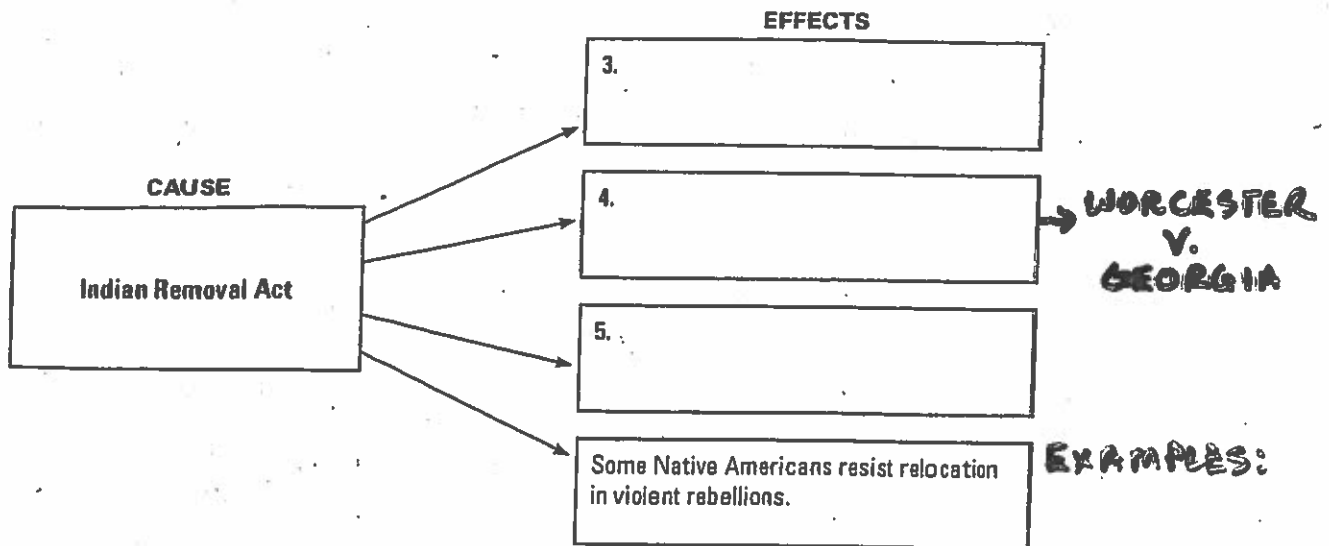 EFFECTS
3.
CAUSE
Indian Removal Act
4.
WORCESTER
V.
GEORGIA
5.
Some Native Americans resist relocation
in violent rebellions.
EXAMPLES: